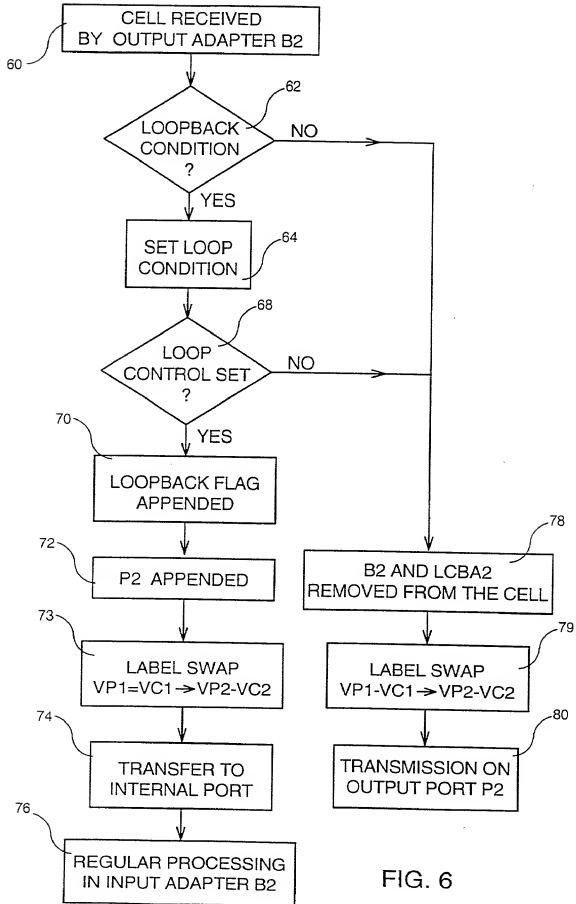 CELL RECEIVED
BY OUTPUT ADAPTER B2
60
62
LOOPBACK
CONDITION
?
NO
YES
SET LOOP
CONDITION
64
68
LOOP
CONTROL SET
?
NO
YES
70
LOOPBACK FLAG
APPENDED
72
P2 APPENDED
78
B2 AND LCBA2
REMOVED FROM THE CELL
73
LABEL SWAP
VP1=VC1→VP2-VC2
79
LABEL SWAP
VP1-VC1→VP2-VC2
74
TRANSFER TO
INTERNAL PORT
80
TRANSMISSION ON
OUTPUT PORT P2
76
REGULAR PROCESSING
IN INPUT ADAPTER B2
FIG. 6